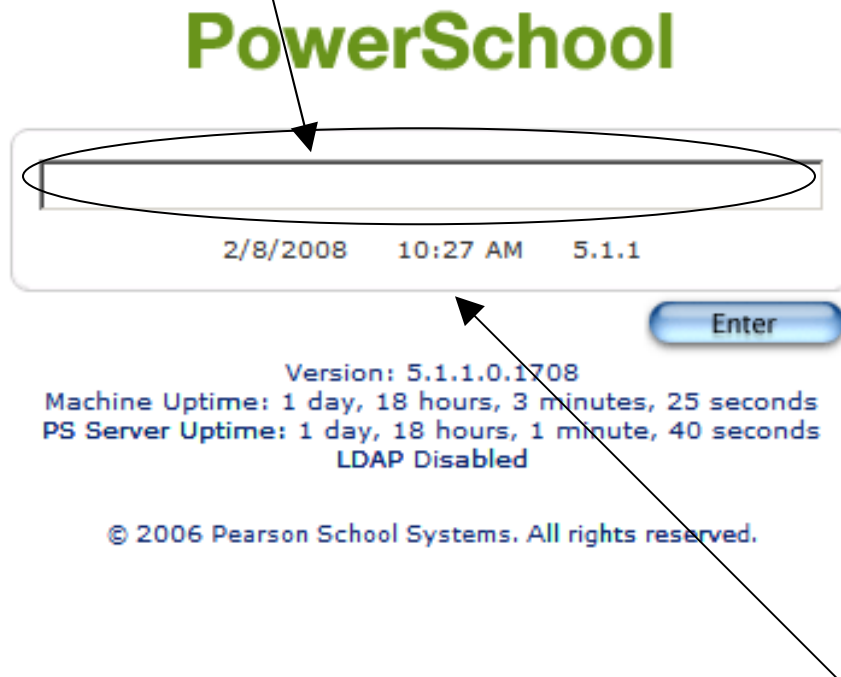 PowerSchool
2/8/2008 10:27 AM 5.1.1
Enter
Version: 5.1.1.0.1708
Machine Uptime: 1 day, 18 hours, 3 minutes, 25 seconds
PS Server Uptime: 1 day, 18 hours, 1 minute, 40 seconds
LDAP Disabled
© 2006 Pearson School Systems. All rights reserved.